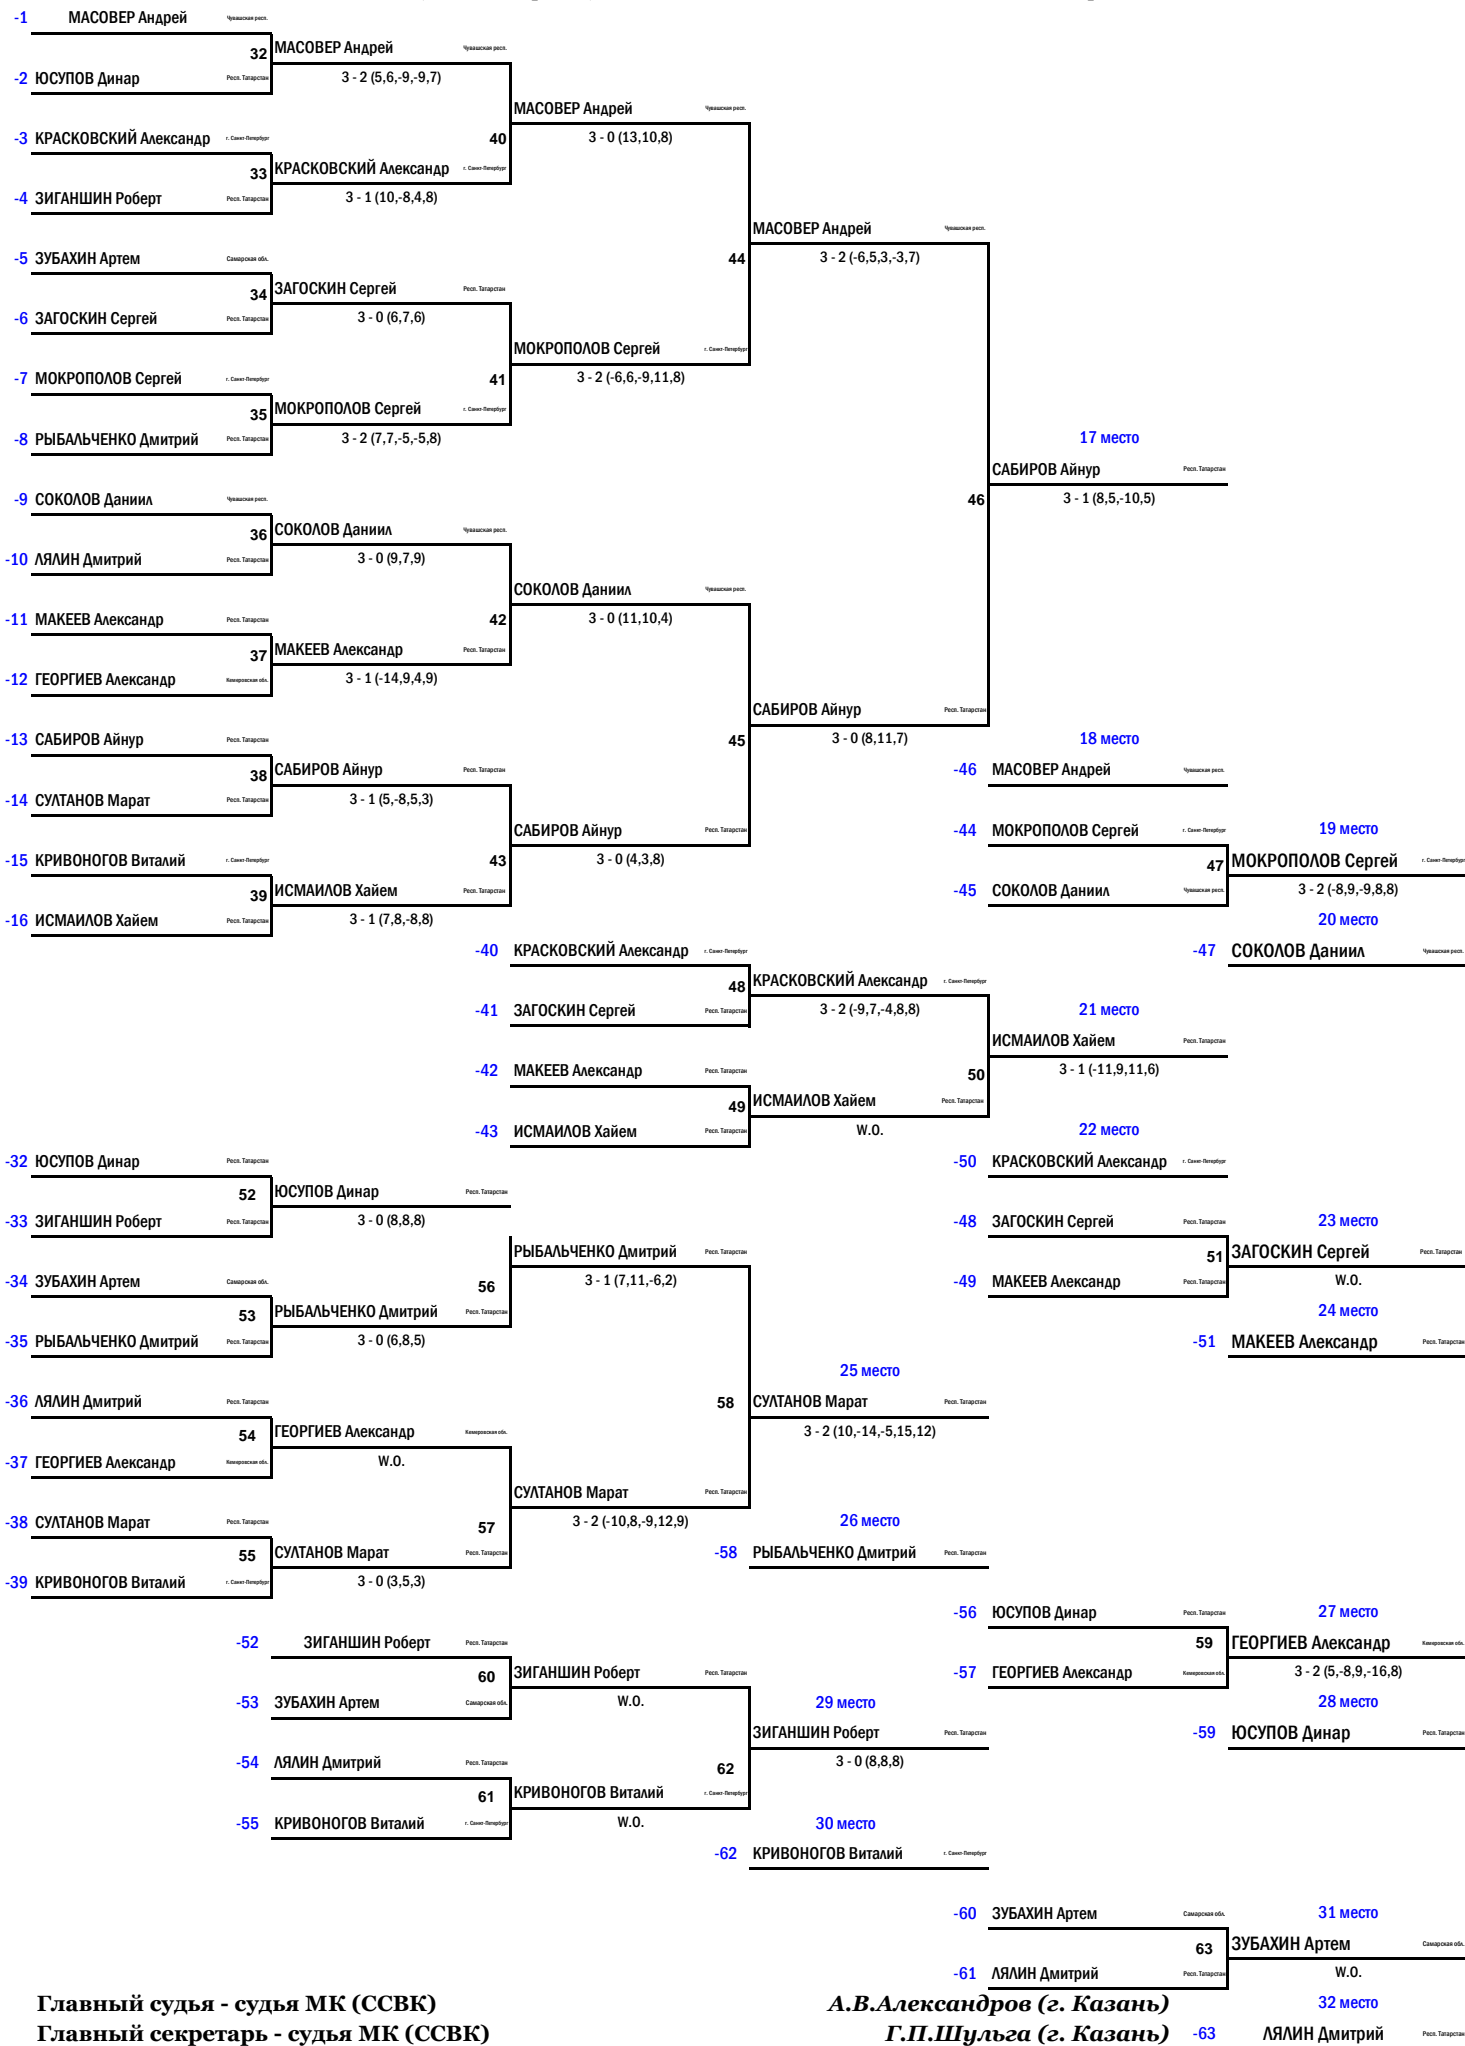 -1 МАСОВЕР Андрей Чувашская респ.
32 МАСОВЕР Андрей Чувашская респ.
-2 ЮСУПОВ Динар Респ. Татарстан 3 - 2 (5,6,-9,-9,7)
МАСОВЕР Андрей Чувашская респ.
-3 КРАСКОВСКИЙ Александр г. Санкт-Петербург 40 3 - 0 (13,10,8)
33 КРАСКОВСКИЙ Александр г. Санкт-Петербург
-4 ЗИГАНШИН Роберт Респ. Татарстан 3 - 1 (10,-8,4,8)
МАСОВЕР Андрей Чувашская респ.
-5 ЗУБАХИН Артем Самарская обл. 44 3 - 2 (-6,5,3,-3,7)
34 ЗАГОСКИН Сергей Респ. Татарстан
-6 ЗАГОСКИН Сергей Респ. Татарстан 3 - 0 (6,7,6)
МОКРОПОЛОВ Сергей г. Санкт-Петербург
-7 МОКРОПОЛОВ Сергей г. Санкт-Петербург 41 3 - 2 (-6,6,-9,11,8)
35 МОКРОПОЛОВ Сергей г. Санкт-Петербург
-8 РЫБАЛЬЧЕНКО Дмитрий Респ. Татарстан 3 - 2 (7,7,-5,-5,8) 17 место
САБИРОВ Айнур Респ. Татарстан
-9 СОКОЛОВ Даниил Чувашская респ. 46 3 - 1 (8,5,-10,5)
36 СОКОЛОВ Даниил Чувашская респ.
-10 ЛЯЛИН Дмитрий Респ. Татарстан 3 - 0 (9,7,9)
СОКОЛОВ Даниил Чувашская респ.
-11 МАКЕЕВ Александр Респ. Татарстан 42 3 - 0 (11,10,4)
37 МАКЕЕВ Александр Респ. Татарстан
-12 ГЕОРГИЕВ Александр Кемеровская обл. 3 - 1 (-14,9,4,9)
САБИРОВ Айнур Респ. Татарстан
-13 САБИРОВ Айнур Респ. Татарстан 45 3 - 0 (8,11,7) 18 место
38 САБИРОВ Айнур Респ. Татарстан -46 МАСОВЕР Андрей Чувашская респ.
-14 СУЛТАНОВ Марат Респ. Татарстан 3 - 1 (5,-8,5,3)
САБИРОВ Айнур Респ. Татарстан -44 МОКРОПОЛОВ Сергей г. Санкт-Петербург 19 место
-15 КРИВОНОГОВ Виталий г. Санкт-Петербург 43 3 - 0 (4,3,8) 47 МОКРОПОЛОВ Сергей г. Санкт-Петербург
39 ИСМАИЛОВ Хайем Респ. Татарстан -45 СОКОЛОВ Даниил Чувашская респ. 3 - 2 (-8,9,-9,8,8)
-16 ИСМАИЛОВ Хайем Респ. Татарстан 3 - 1 (7,8,-8,8) 20 место
-40 КРАСКОВСКИЙ Александр г. Санкт-Петербург -47 СОКОЛОВ Даниил Чувашская респ.
48 КРАСКОВСКИЙ Александр г. Санкт-Петербург
-41 ЗАГОСКИН Сергей Респ. Татарстан 3 - 2 (-9,7,-4,8,8) 21 место
ИСМАИЛОВ Хайем Респ. Татарстан
-42 МАКЕЕВ Александр Респ. Татарстан 50 3 - 1 (-11,9,11,6)
49 ИСМАИЛОВ Хайем Респ. Татарстан
-43 ИСМАИЛОВ Хайем Респ. Татарстан W.O. 22 место
-32 ЮСУПОВ Динар Респ. Татарстан -50 КРАСКОВСКИЙ Александр г. Санкт-Петербург
52 ЮСУПОВ Динар Респ. Татарстан
-33 ЗИГАНШИН Роберт Респ. Татарстан 3 - 0 (8,8,8) -48 ЗАГОСКИН Сергей Респ. Татарстан 23 место
РЫБАЛЬЧЕНКО Дмитрий Респ. Татарстан 51 ЗАГОСКИН Сергей Респ. Татарстан
-34 ЗУБАХИН Артем Самарская обл. 56 3 - 1 (7,11,-6,2) -49 МАКЕЕВ Александр Респ. Татарстан W.O.
53 РЫБАЛЬЧЕНКО Дмитрий Респ. Татарстан 24 место
-35 РЫБАЛЬЧЕНКО Дмитрий Респ. Татарстан 3 - 0 (6,8,5) -51 МАКЕЕВ Александр Респ. Татарстан
25 место
-36 ЛЯЛИН Дмитрий Респ. Татарстан 58 СУЛТАНОВ Марат Респ. Татарстан
54 ГЕОРГИЕВ Александр Кемеровская обл. 3 - 2 (10,-14,-5,15,12)
-37 ГЕОРГИЕВ Александр Кемеровская обл. W.O.
СУЛТАНОВ Марат Респ. Татарстан
-38 СУЛТАНОВ Марат Респ. Татарстан 57 3 - 2 (-10,8,-9,12,9) 26 место
55 СУЛТАНОВ Марат Респ. Татарстан -58 РЫБАЛЬЧЕНКО Дмитрий Респ. Татарстан
-39 КРИВОНОГОВ Виталий г. Санкт-Петербург 3 - 0 (3,5,3)
-56 ЮСУПОВ Динар Респ. Татарстан 27 место
-52 ЗИГАНШИН Роберт Респ. Татарстан 59 ГЕОРГИЕВ Александр Кемеровская обл.
60 ЗИГАНШИН Роберт Респ. Татарстан -57 ГЕОРГИЕВ Александр Кемеровская обл. 3 - 2 (5,-8,9,-16,8)
-53 ЗУБАХИН Артем Самарская обл. W.O. 29 место 28 место
ЗИГАНШИН Роберт Респ. Татарстан -59 ЮСУПОВ Динар Респ. Татарстан
-54 ЛЯЛИН Дмитрий Респ. Татарстан 62 3 - 0 (8,8,8)
61 КРИВОНОГОВ Виталий г. Санкт-Петербург
-55 КРИВОНОГОВ Виталий г. Санкт-Петербург W.O. 30 место
-62 КРИВОНОГОВ Виталий г. Санкт-Петербург
-60 ЗУБАХИН Артем Самарская обл. 31 место
63 ЗУБАХИН Артем Самарская обл.
-61 ЛЯЛИН Дмитрий Респ. Татарстан W.O.
Главный судья - судья МК (ССВК) А.В.Александров (г. Казань) 32 место
Главный секретарь - судья МК (ССВК) Г.П.Шульга (г. Казань) -63 ЛЯЛИН Дмитрий Респ. Татарстан